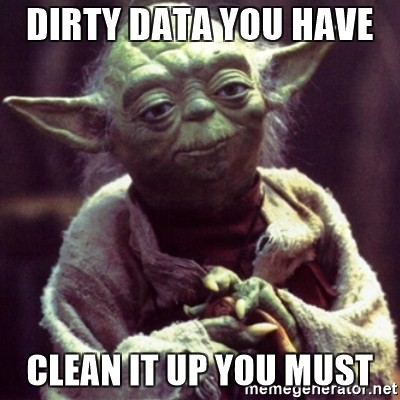 DIRTY DATA YOU HAVE
CLEAN IT UP YOU MUST
memegenerator.net